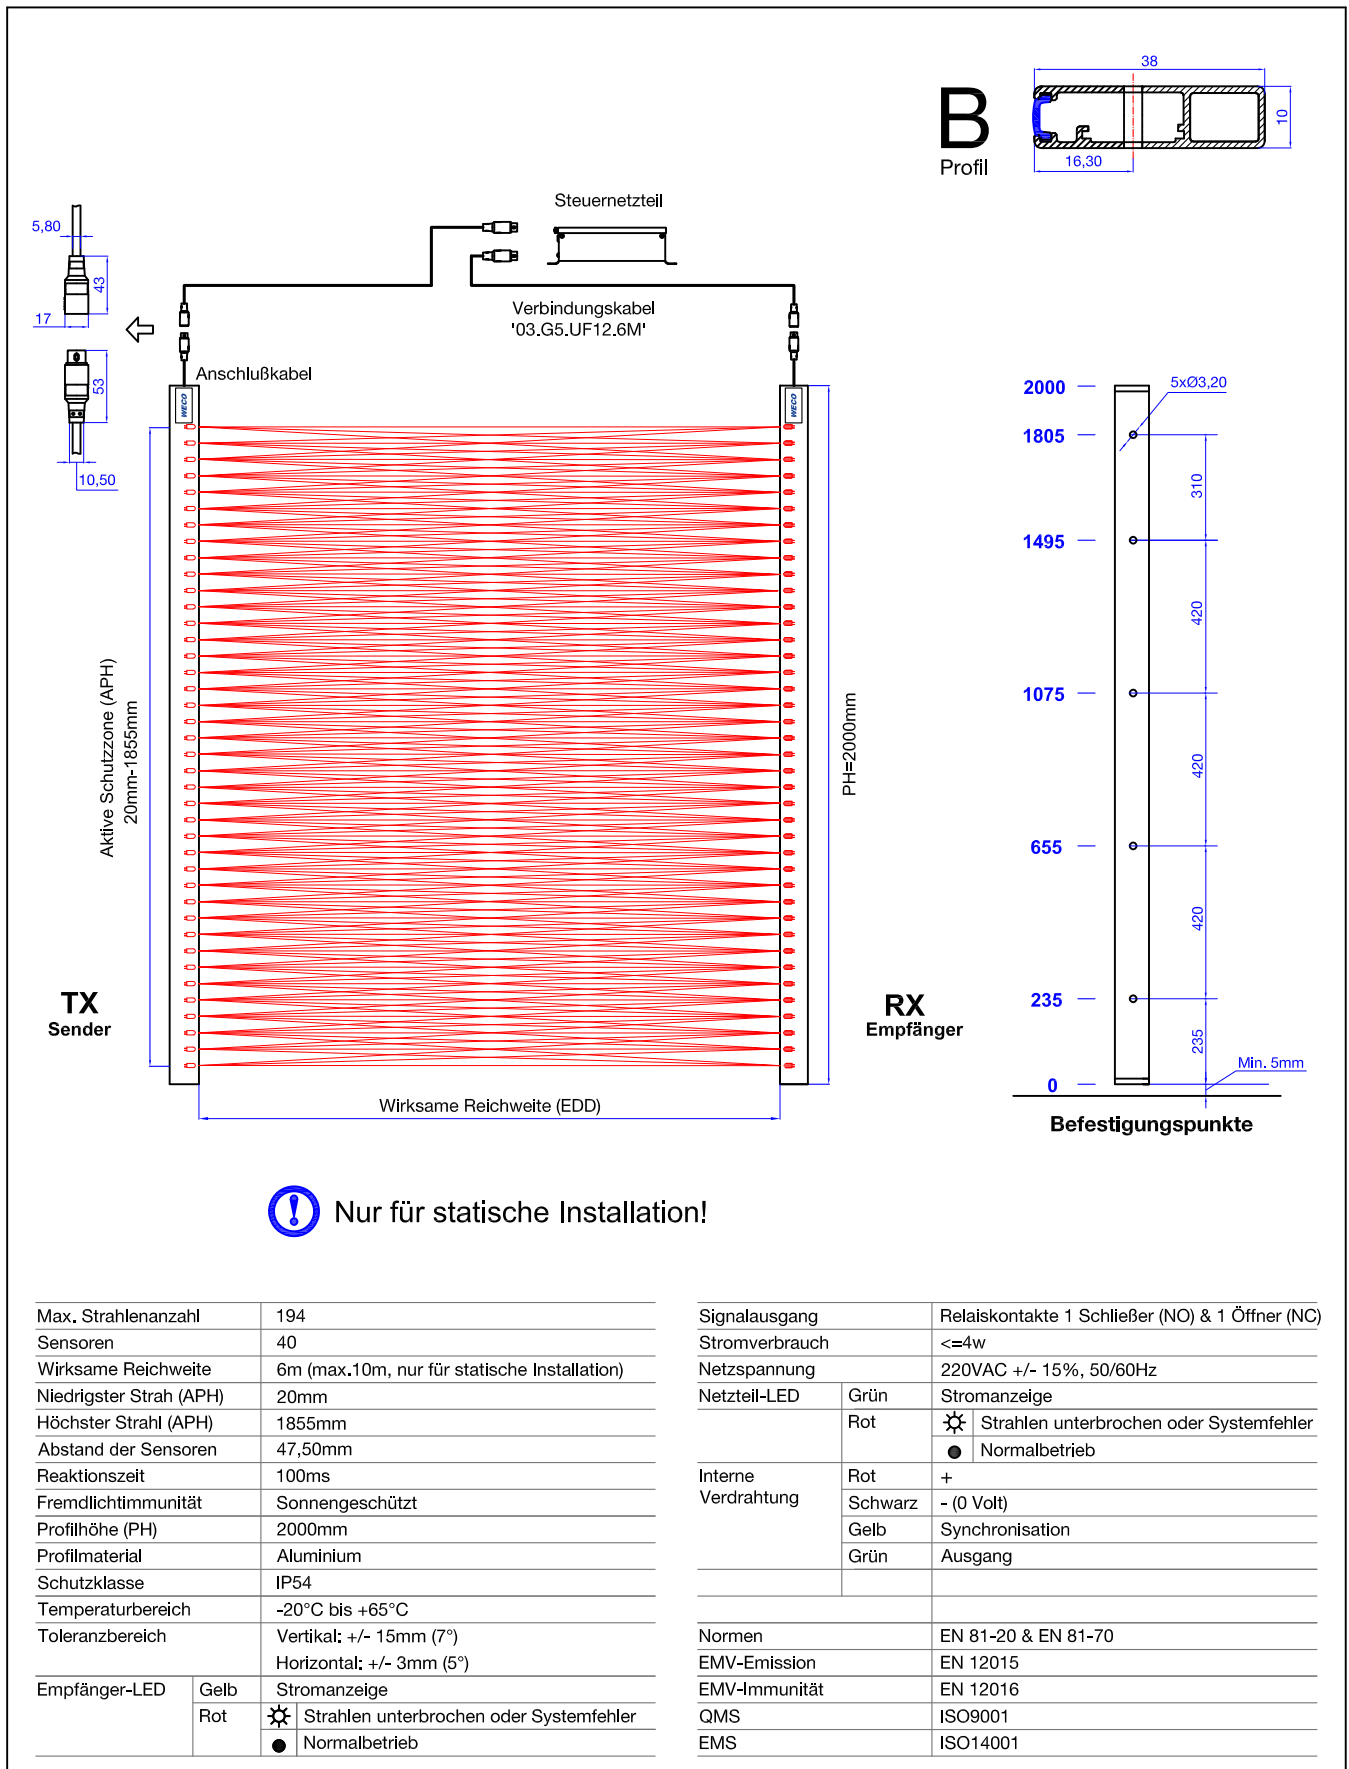 38
10
16,30
B
Profil
Steuernetzteil
5,80
43
17
Verbindungskabel
'03.G5.UF12.6M'
53
10,50
Anschlußkabel
WECO
WECO
2000
5xØ3,20
1805
310
1495
420
1075
420
655
420
235
235
Min. 5mm
0
Befestigungspunkte
Aktive Schutzzone (APH)
20mm-1855mm
PH=2000mm
TX
Sender
RX
Empfänger
Wirksame Reichweite (EDD)
! Nur für statische Installation!
Max. Strahlenanzahl 194
Sensoren 40
Wirksame Reichweite 6m (max.10m, nur für statische Installation)
Niedrigster Strah (APH) 20mm
Höchster Strahl (APH) 1855mm
Abstand der Sensoren 47,50mm
Reaktionszeit 100ms
Fremdlichtimmunität Sonnengeschützt
Profilhöhe (PH) 2000mm
Profilmaterial Aluminium
Schutzklasse IP54
Temperaturbereich -20°C bis +65°C
Toleranzbereich Vertikal: +/- 15mm (7°)
Horizontal: +/- 3mm (5°)
Empfänger-LED Gelb Stromanzeige
Rot Strahlen unterbrochen oder Systemfehler
Normalbetrieb
Signalausgang Relaiskontakte 1 Schließer (NO) & 1 Öffner (NC)
Stromverbrauch <=4w
Netzspannung 220VAC +/- 15%, 50/60Hz
Netzteil-LED Grün Stromanzeige
Rot Strahlen unterbrochen oder Systemfehler
Normalbetrieb
Interne Rot +
Verdrahtung
Schwarz - (0 Volt)
Gelb Synchronisation
Grün Ausgang
Normen EN 81-20 & EN 81-70
EMV-Emission EN 12015
EMV-Immunität EN 12016
QMS ISO9001
EMS ISO14001